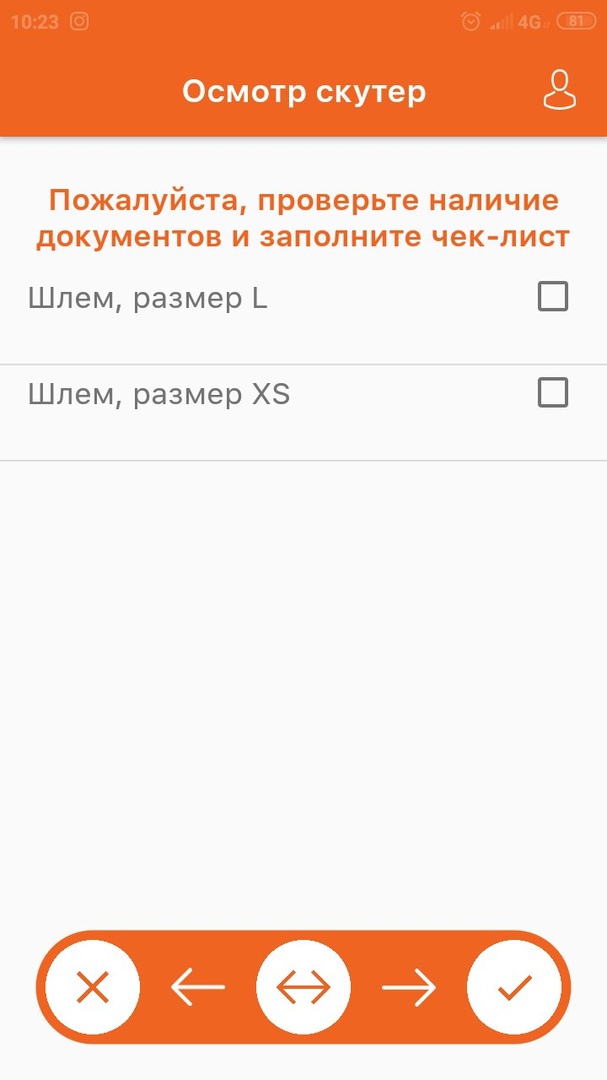 10:23
4G
81
Осмотр скутер
Пожалуйста, проверьте наличие
документов и заполните чек-лист
Шлем, размер L
Шлем, размер XS